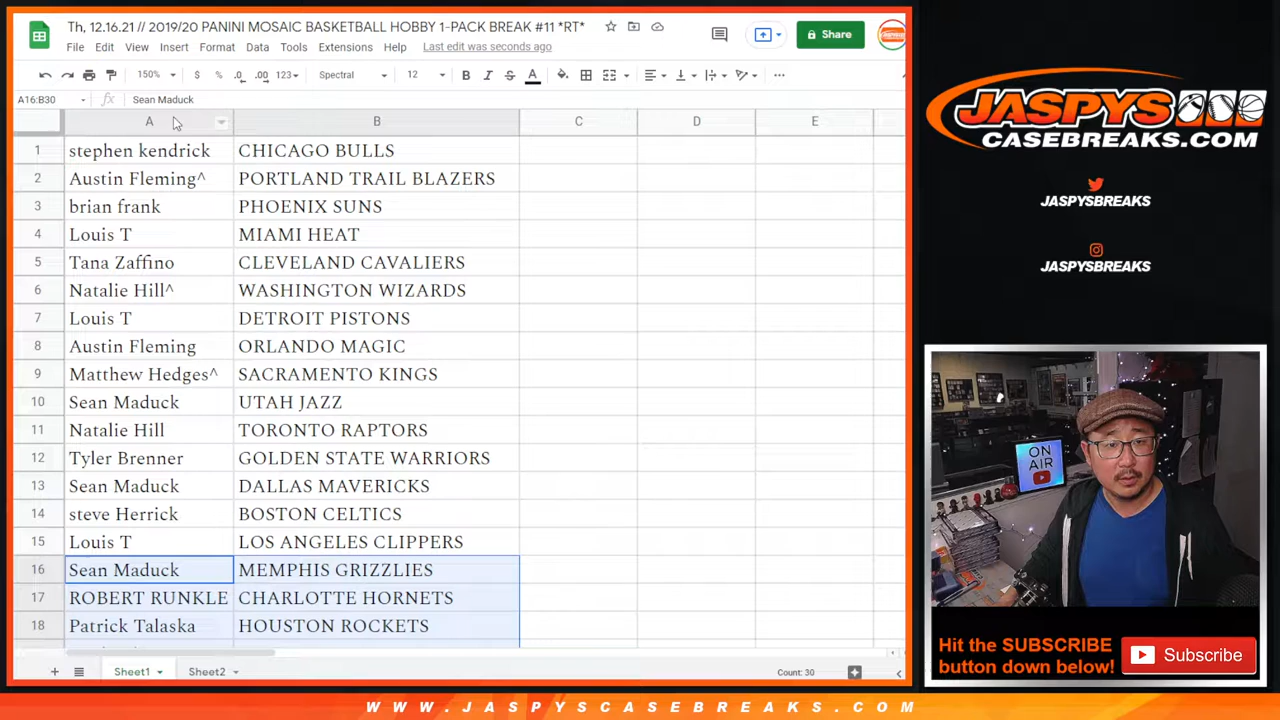 Th, 12.16.21 // 2019/20 PANINI MOSAIC BASKETBALL HOBBY 1-PACK BREAK #11 *RT*
File Edit View Insert Format Data Tools Extensions Help Last edit was seconds ago
Share
150% $ % .0 .00 123 Spectral 12 B I S A
A16:B30 fx Sean Maduck
A B C D E
1 stephen kendrick CHICAGO BULLS
2 Austin Fleming^ PORTLAND TRAIL BLAZERS
3 brian frank PHOENIX SUNS
4 Louis T MIAMI HEAT
5 Tana Zaffino CLEVELAND CAVALIERS
6 Natalie Hill^ WASHINGTON WIZARDS
7 Louis T DETROIT PISTONS
8 Austin Fleming ORLANDO MAGIC
9 Matthew Hedges^ SACRAMENTO KINGS
10 Sean Maduck UTAH JAZZ
11 Natalie Hill TORONTO RAPTORS
12 Tyler Brenner GOLDEN STATE WARRIORS
13 Sean Maduck DALLAS MAVERICKS
14 steve Herrick BOSTON CELTICS
15 Louis T LOS ANGELES CLIPPERS
16 Sean Maduck MEMPHIS GRIZZLIES
17 ROBERT RUNKLE CHARLOTTE HORNETS
18 Patrick Talaska HOUSTON ROCKETS
Sheet1 Sheet2 Count: 30
JASPYS
CASEBREAKS.COM
JASPYSBREAKS
JASPYSBREAKS
ON
AIR
Hit the SUBSCRIBE
button down below!
Subscribe
WWW.JASPYSCASEBREAKS.COM